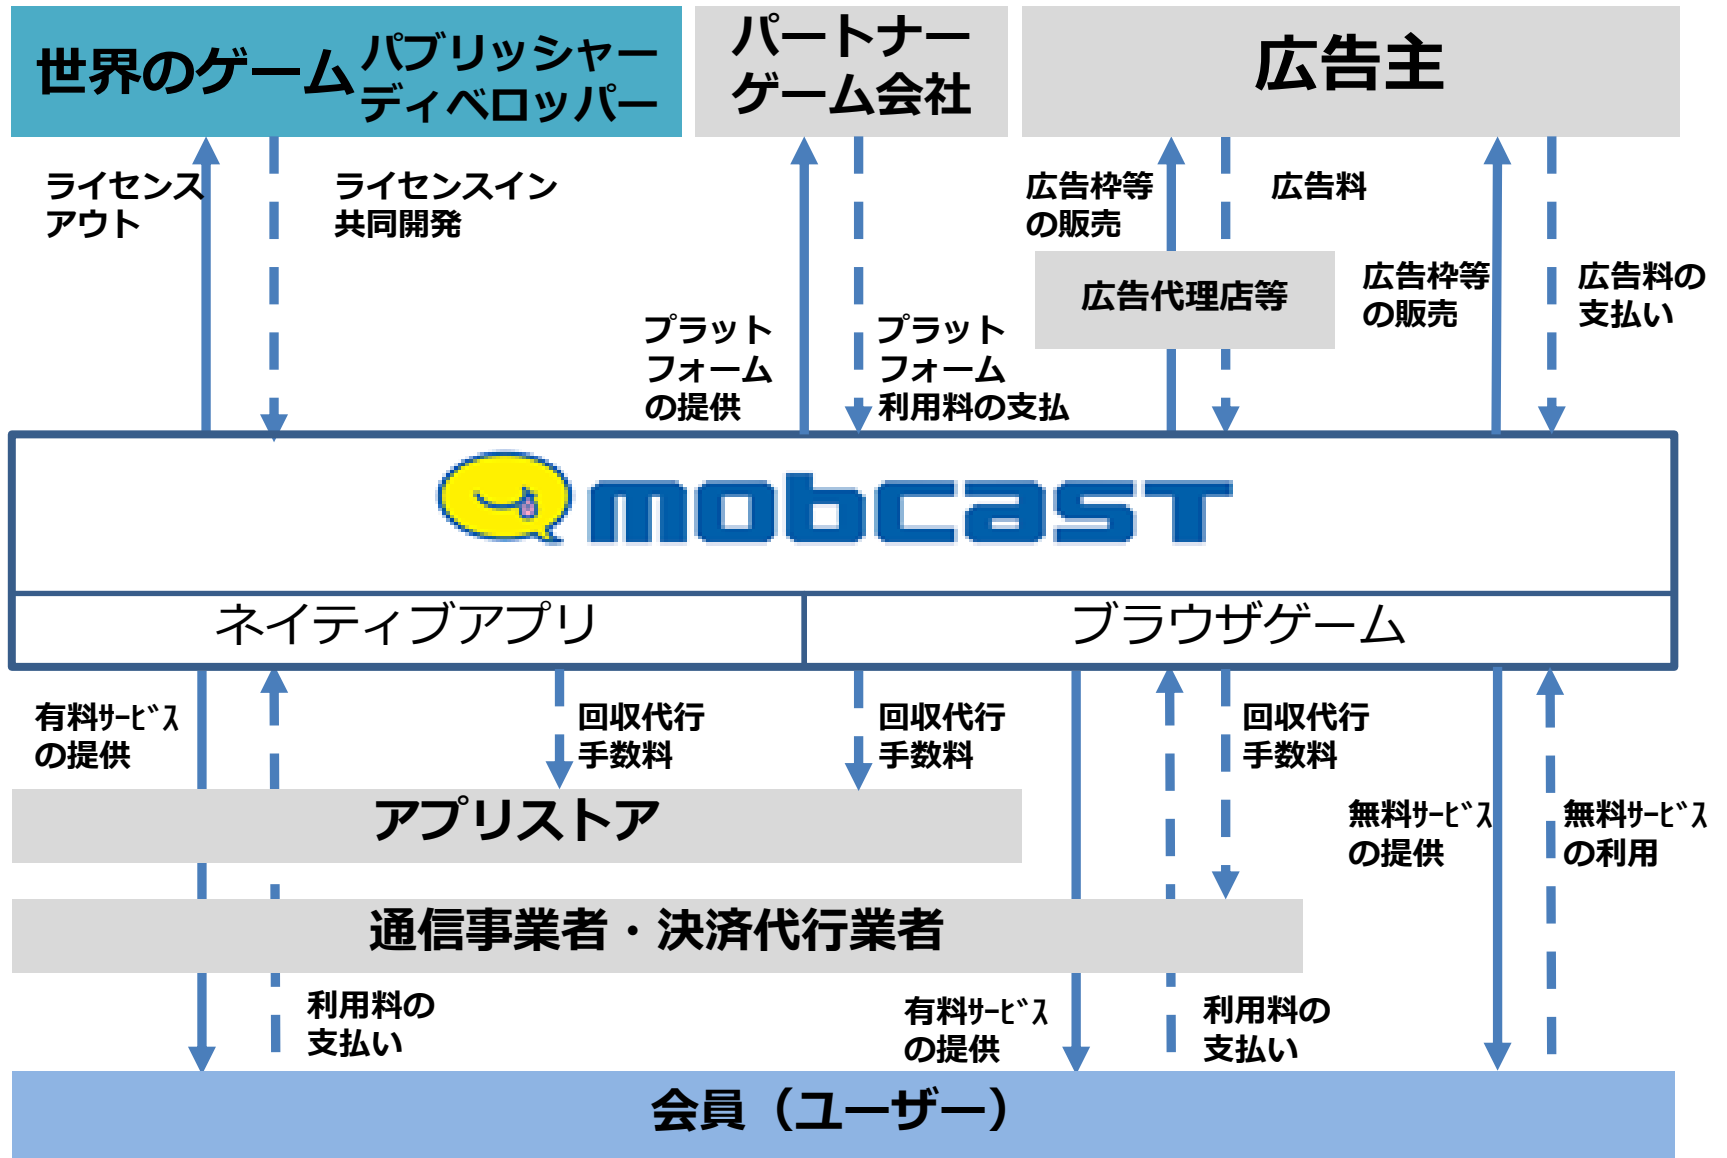 世界のゲーム
パブリッシャー
ディベロッパー
パートナー
ゲーム会社
広告主
ライセンス
アウト
ライセンスイン
共同開発
プラット
フォーム
の提供
プラット
フォーム
利用料の支払
広告枠等
の販売
広告料
広告代理店等
広告枠等
の販売
広告料の
支払い
mobcast
ネイティブアプリ
ブラウザゲーム
有料ｻｰﾋﾞｽ
の提供
回収代行
手数料
回収代行
手数料
回収代行
手数料
無料ｻｰﾋﾞｽ
の提供
無料ｻｰﾋﾞｽ
の利用
アプリストア
通信事業者・決済代行業者
利用料の
支払い
有料ｻｰﾋﾞｽ
の提供
利用料の
支払い
会員（ユーザー）